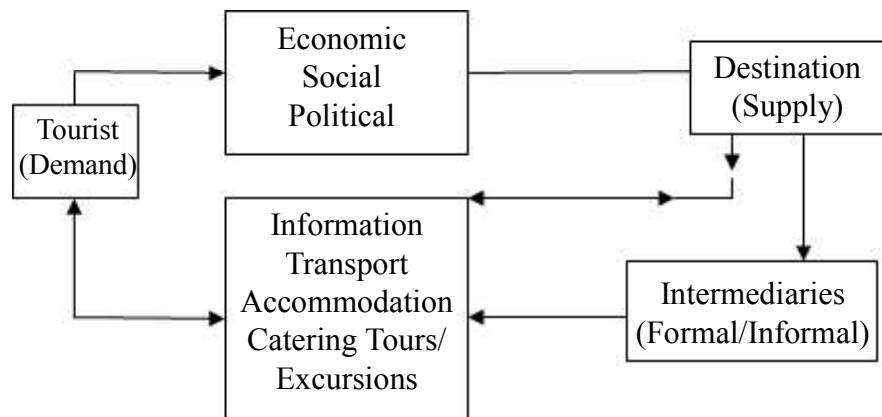 Economic
Social
Political
Destination
(Supply)
Tourist
(Demand)
Information
Transport
Accommodation
Catering Tours/
Excursions
Intermediaries
(Formal/Informal)